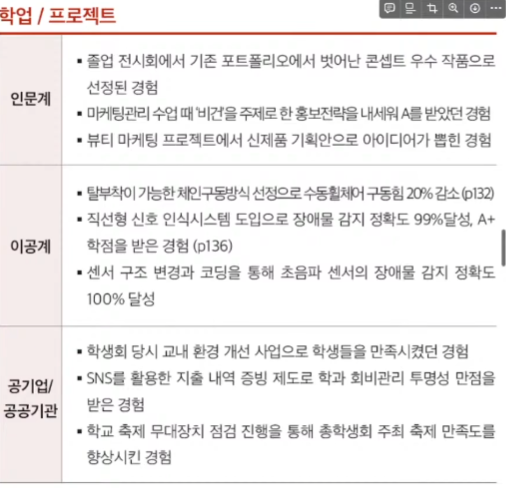 학업 / 프로젝트
인문계
▪ 졸업 전시회에서 기존 포트폴리오에서 벗어난 콘셉트 우수 작품으로
선정된 경험
▪ 마케팅관리 수업 때 '비건'을 주제로 한 홍보전략을 내세워 A를 받았던 경험
▪ 뷰티 마케팅 프로젝트에서 신제품 기획안으로 아이디어가 뽑힌 경험
이공계
▪ 탈부착이 가능한 체인구동방식 선정으로 수동휠체어 구동힘 20% 감소 (p132)
▪ 직선형 신호 인식시스템 도입으로 장애물 감지 정확도 99%달성, A+
학점을 받은 경험 (p136)
▪ 센서 구조 변경과 코딩을 통해 초음파 센서의 장애물 감지 정확도
100% 달성
공기업/
공공기관
▪ 학생회 당시 교내 환경 개선 사업으로 학생들을 만족시켰던 경험
▪ SNS를 활용한 지출 내역 증빙 제도로 학과 회비관리 투명성 만점을
받은 경험
▪ 학교 축제 무대장치 점검 진행을 통해 총학생회 주최 축제 만족도를
향상시킨 경험